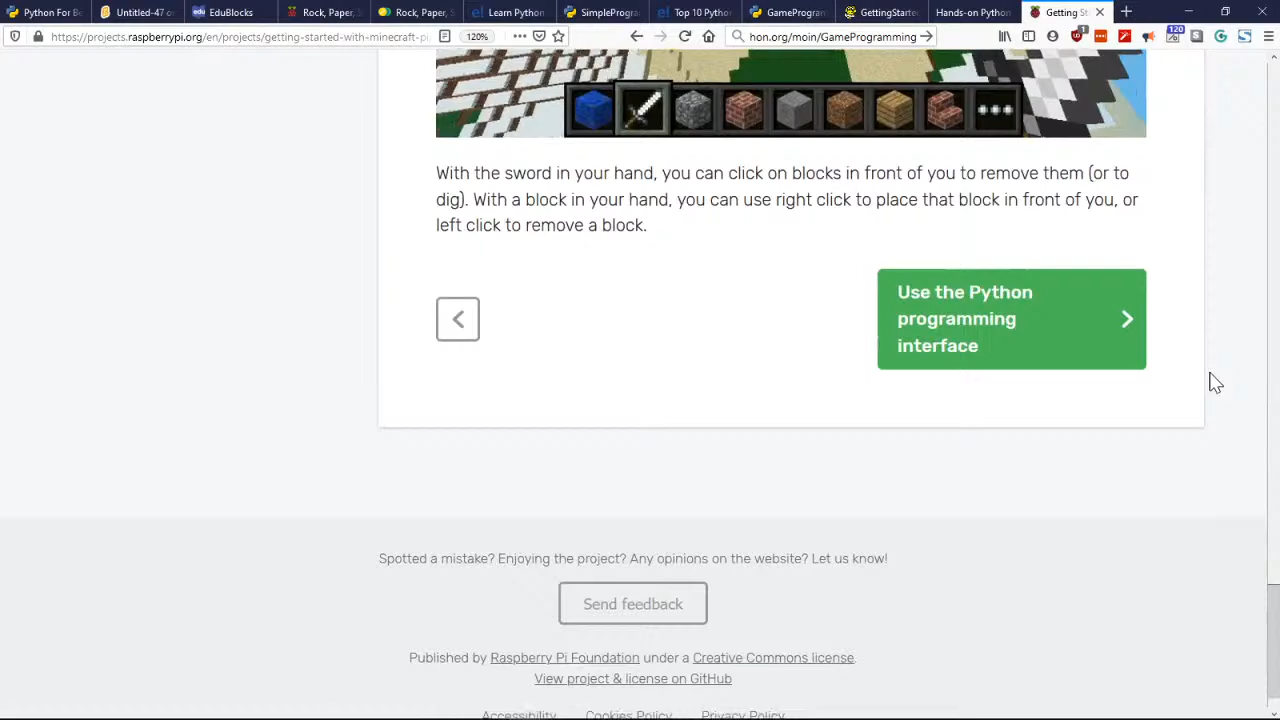 Python For Be
Untitled-47 or
EduBlocks
Rock, Paper, S
Rock, Paper, S
Learn Python
SimpleProgra
Top 10 Python
GameProgram
GettingStarte
Hands-on Python
Getting St
https://projects.raspberrypi.org/en/projects/getting-started-with-minecraft-pi
120%
hon.org/moin/GameProgramming
1
120
With the sword in your hand, you can click on blocks in front of you to remove them (or to
dig). With a block in your hand, you can use right click to place that block in front of you, or
left click to remove a block.
Use the Python
programming
interface
Spotted a mistake? Enjoying the project? Any opinions on the website? Let us know!
Send feedback
Published by Raspberry Pi Foundation under a Creative Commons license.
View project & license on GitHub
Accessibility Cookies Policy Privacy Policy